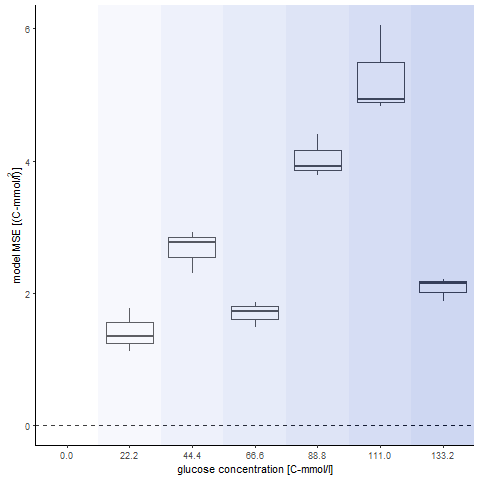 model MSE [(C-mmol/l)²]
6
4
2
0
0.0 22.2 44.4 66.6 88.8 111.0 133.2
glucose concentration [C-mmol/l]